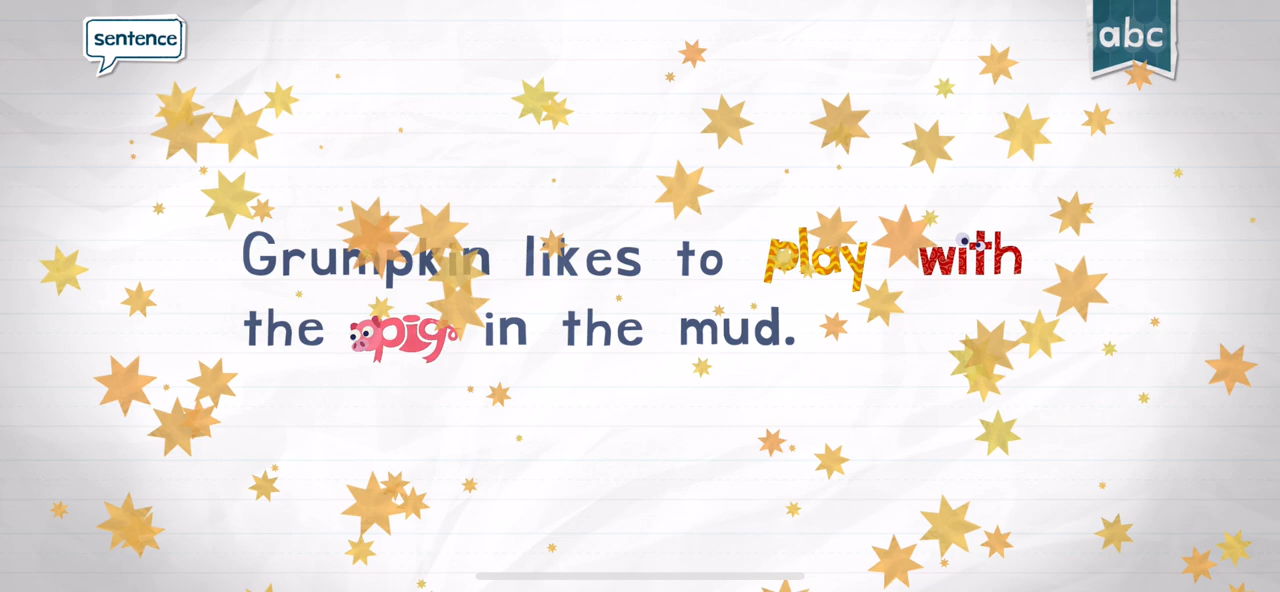 sentence
abc
Grumpkin likes to play with
the pig in the mud.